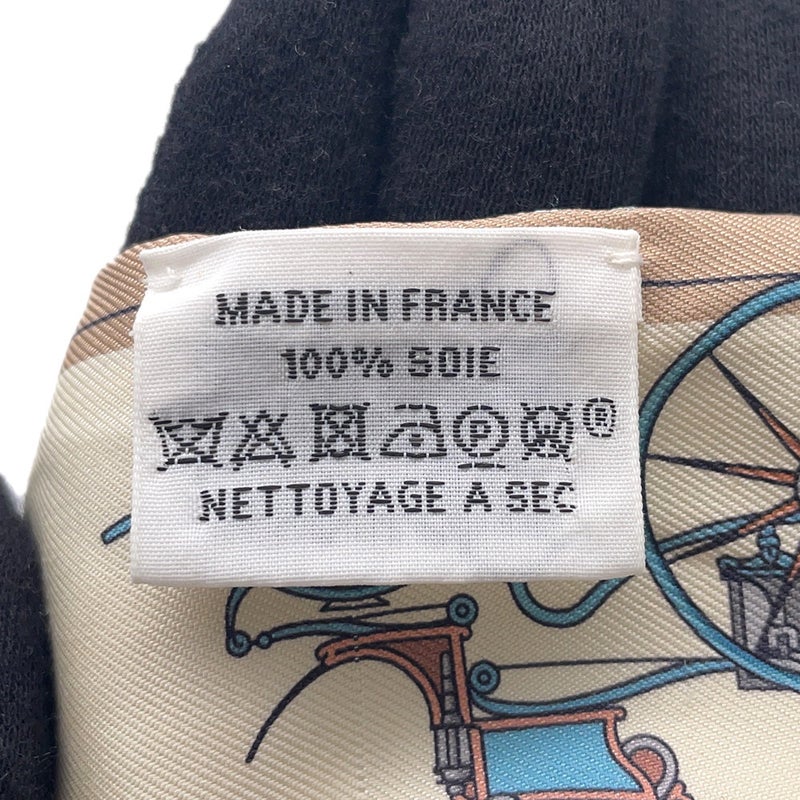 MADE IN FRANCE
100% SOIE
P W ®
NETTOYAGE A SEC